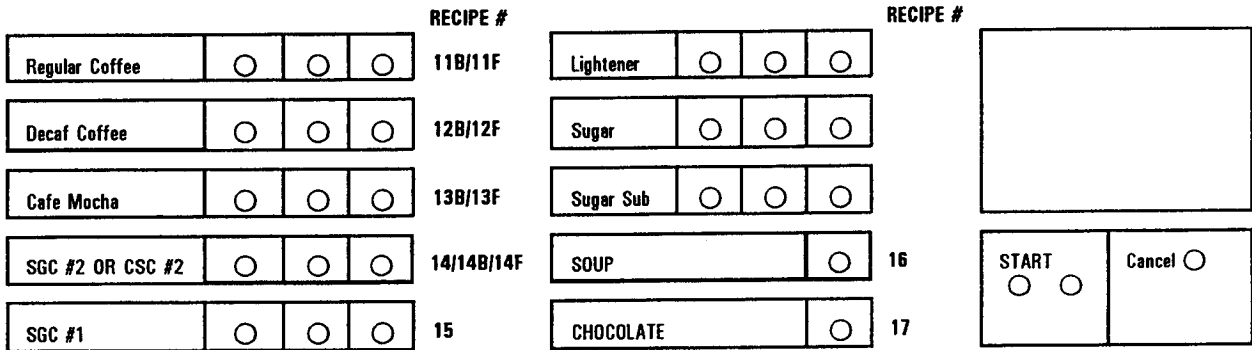 RECIPE #
Regular Coffee 11B/11F
Decaf Coffee 12B/12F
Cafe Mocha 13B/13F
SGC #2 OR CSC #2 14/14B/14F
SGC #1 15
RECIPE #
Lightener
Sugar
Sugar Sub
SOUP 16
CHOCOLATE 17
START
Cancel